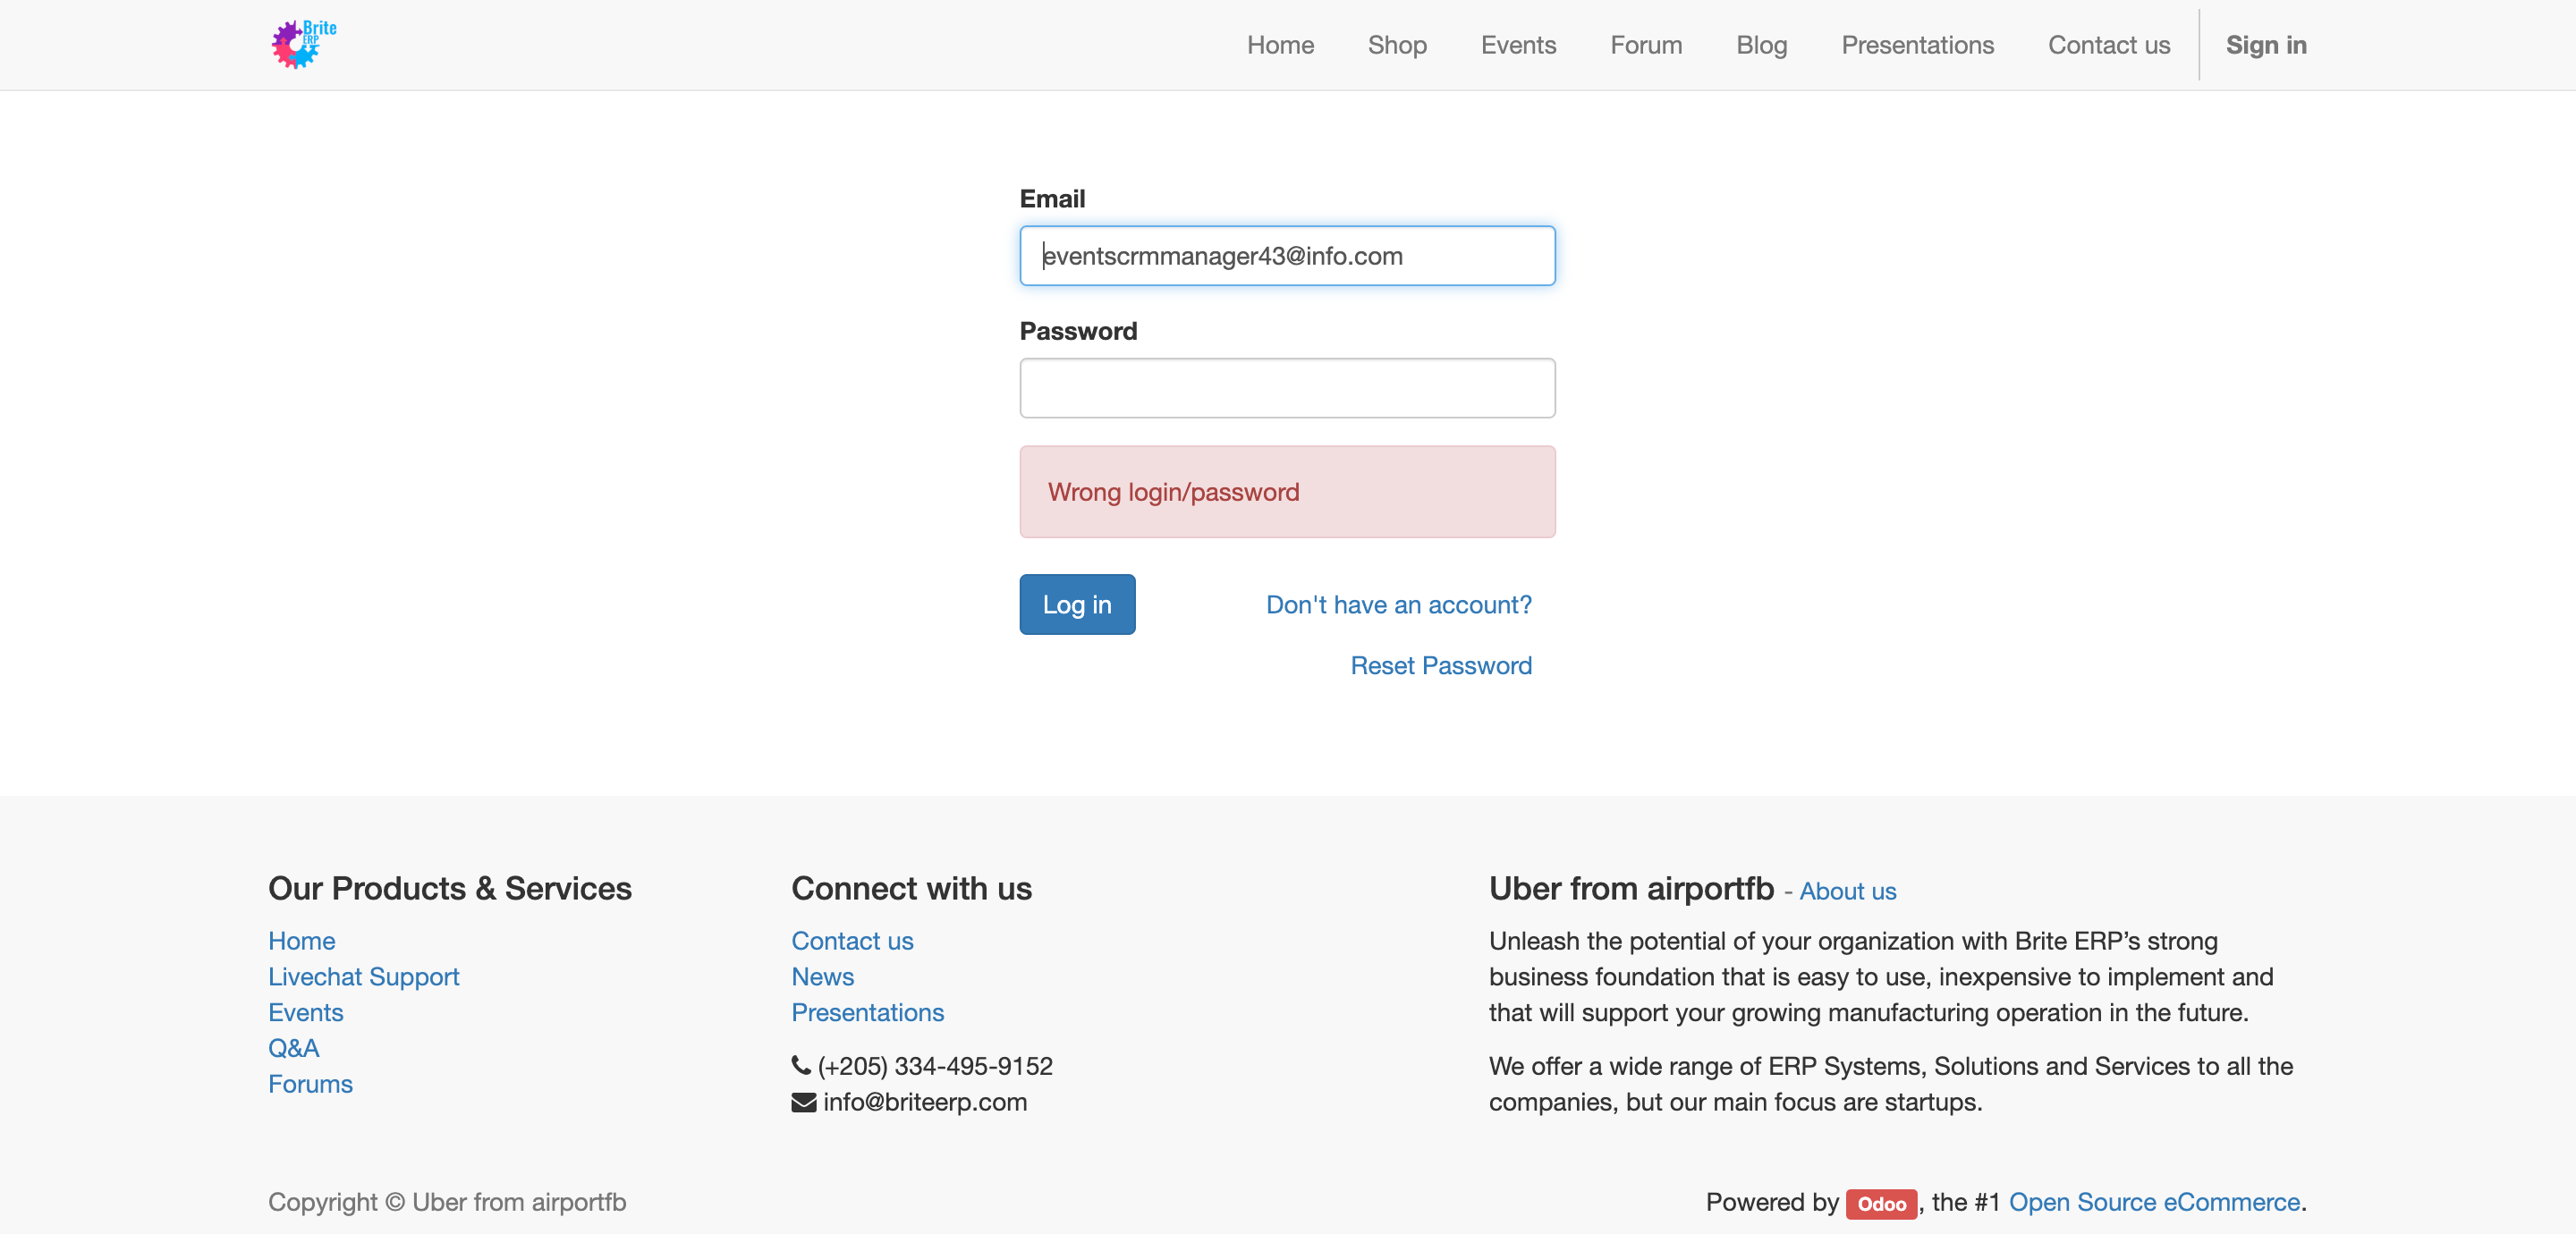 Brite
ERP
Home Shop Events Forum Blog Presentations Contact us Sign in
Email
eventscrmmanager43@info.com
Password
Wrong login/password
Log in Don't have an account?
Reset Password
Our Products & Services
Home
Livechat Support
Events
Q&A
Forums
Connect with us
Contact us
News
Presentations
(+205) 334-495-9152
info@briteerp.com
Uber from airportfb - About us
Unleash the potential of your organization with Brite ERP’s strong
business foundation that is easy to use, inexpensive to implement and
that will support your growing manufacturing operation in the future.
We offer a wide range of ERP Systems, Solutions and Services to all the
companies, but our main focus are startups.
Copyright © Uber from airportfb
Powered by Odoo, the #1 Open Source eCommerce.